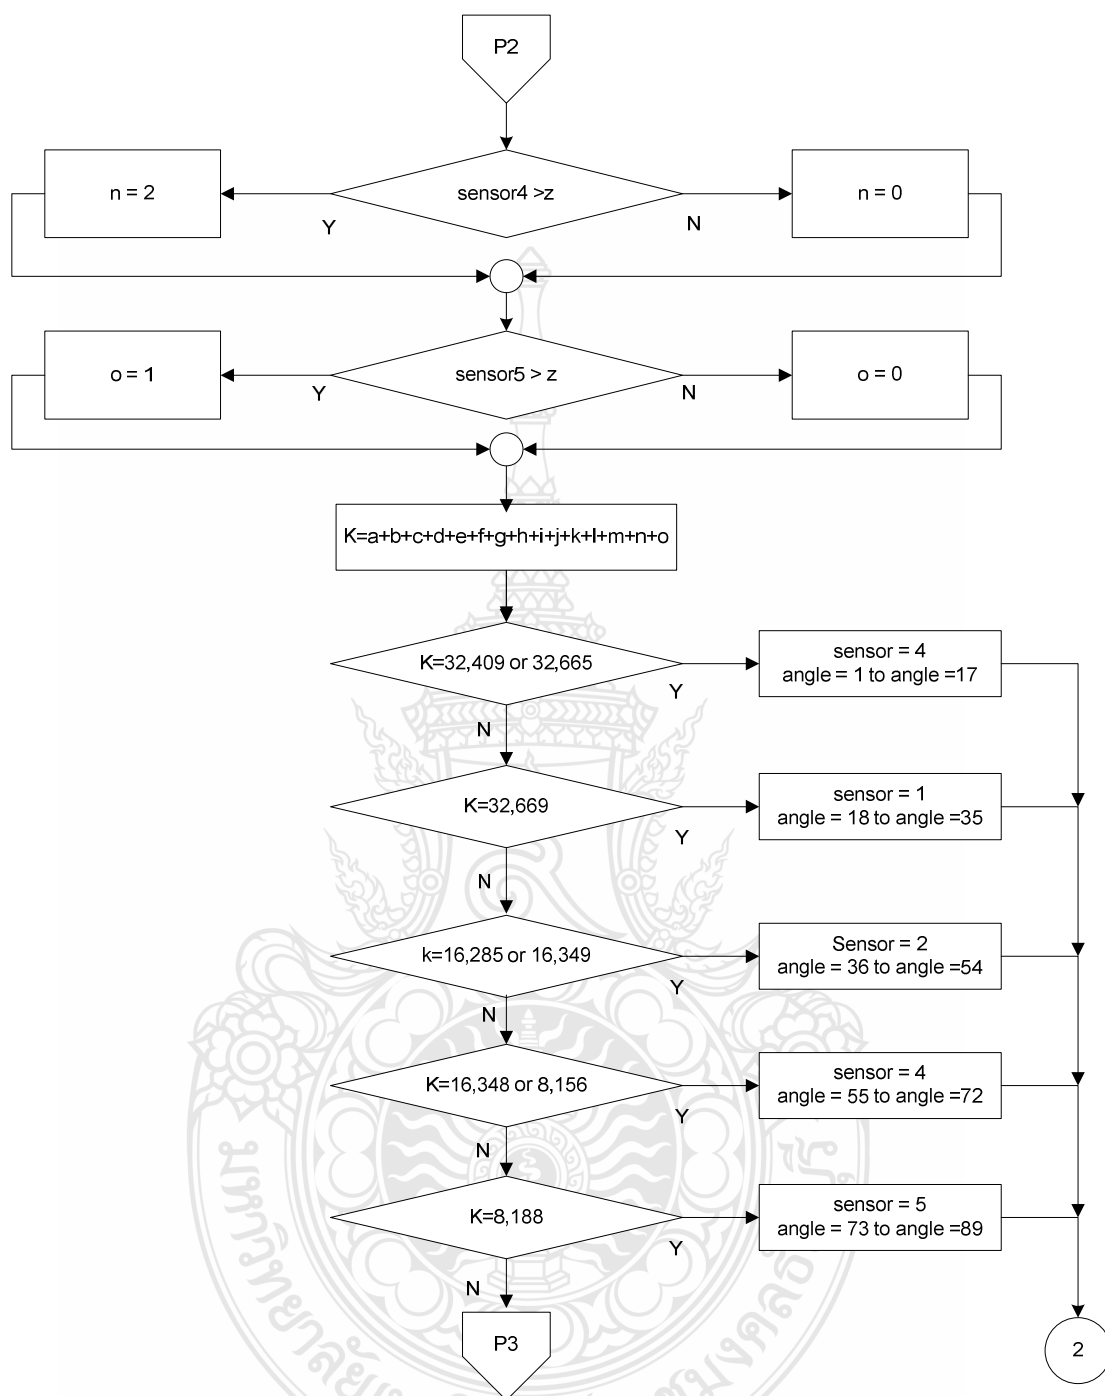 P2
n = 2
sensor4 >z
n = 0
Y
N
o = 1
sensor5 > z
o = 0
Y
N
K=a+b+c+d+e+f+g+h+i+j+k+l+m+n+o
K=32,409 or 32,665
Y
sensor = 4
angle = 1 to angle =17
N
K=32,669
Y
sensor = 1
angle = 18 to angle =35
N
k=16,285 or 16,349
Y
Sensor = 2
angle = 36 to angle =54
N
K=16,348 or 8,156
Y
sensor = 4
angle = 55 to angle =72
N
K=8,188
Y
sensor = 5
angle = 73 to angle =89
N
P3
2